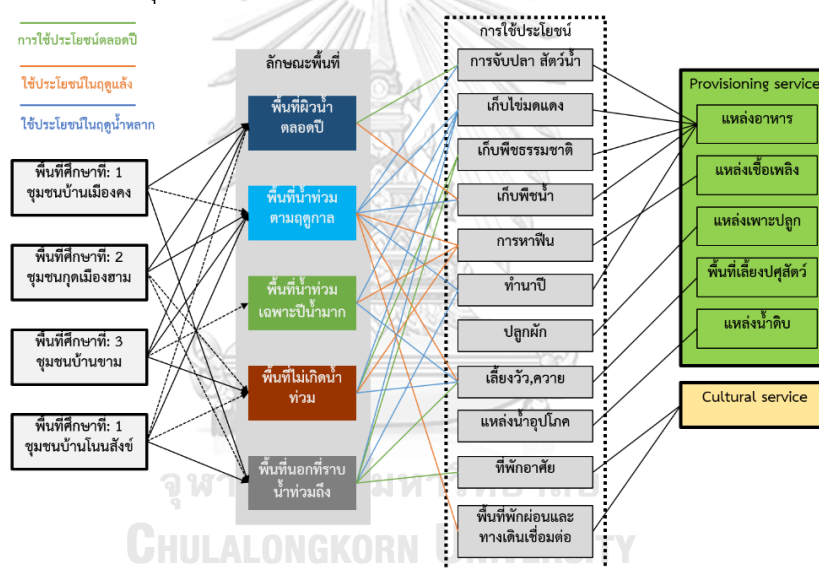 การใช้ประโยชน์ตลอดปี
ใช้ประโยชน์ในฤดูแล้ง
ใช้ประโยชน์ในฤดูน้ำหลาก
พื้นที่ศึกษาที่: 1
ชุมชนบ้านเมืองคง
พื้นที่ศึกษาที่: 2
ชุมชนกุดเมืองฮาม
พื้นที่ศึกษาที่: 3
ชุมชนบ้านขาม
พื้นที่ศึกษาที่: 1
ชุมชนบ้านโนนสังข์
ลักษณะพื้นที่
พื้นที่ผิวน้ำ
ตลอดปี
พื้นที่น้ำท่วม
ตามฤดูกาล
พื้นที่น้ำท่วม
เฉพาะปีน้ำมาก
พื้นที่ไม่เกิดน้ำ
ท่วม
พื้นที่นอกที่ราบ
น้ำท่วมถึง
การใช้ประโยชน์
การจับปลา สัตว์น้ำ
เก็บไข่มดแดง
เก็บพืชธรรมชาติ
เก็บพืชน้ำ
การหาฟืน
ทำนาปี
ปลูกผัก
เลี้ยงวัว,ควาย
แหล่งน้ำอุปโภค
ที่พักอาศัย
พื้นที่พักผ่อนและ
ทางเดินเชื่อมต่อ
Provisioning service
แหล่งอาหาร
แหล่งเชื้อเพลิง
แหล่งเพาะปลูก
พื้นที่เลี้ยงปศุสัตว์
แหล่งน้ำดิบ
Cultural service
CHULALONGKORN UNIVERSITY